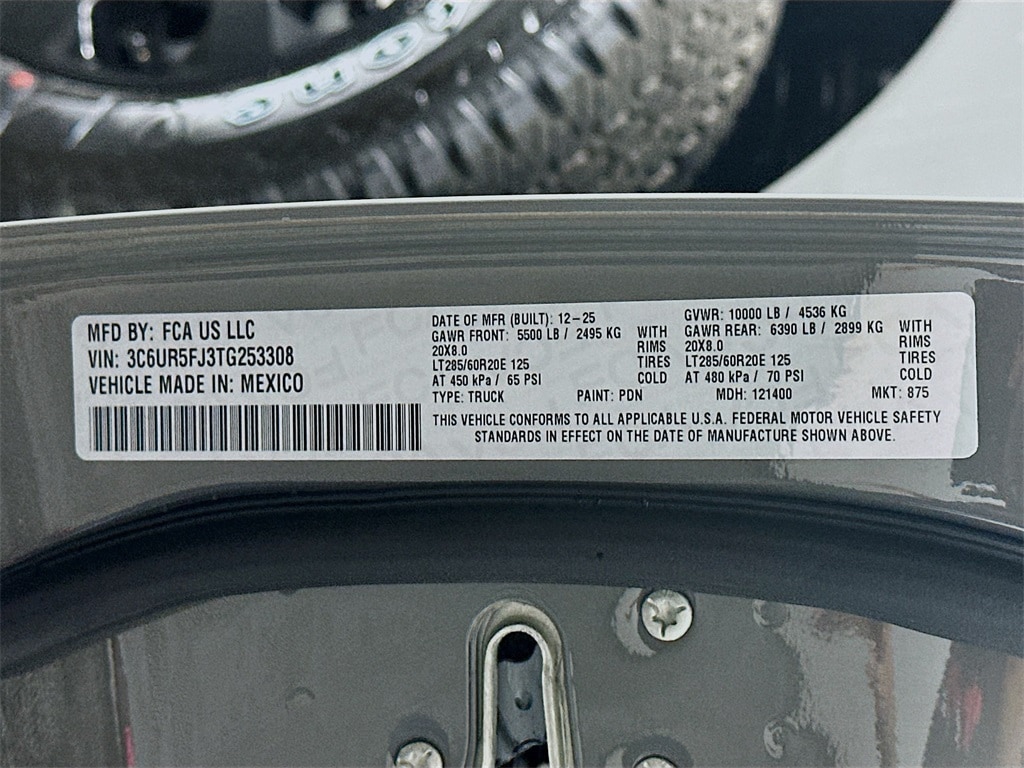 MFD BY: FCA US LLC
VIN: 3C6UR5FJ3TG253308
VEHICLE MADE IN: MEXICO
DATE OF MFR (BUILT): 12-25
GAWR FRONT: 5500 LB / 2495 KG WITH
20X8.0 RIMS
LT285/60R20E 125 TIRES
AT 450 kPa / 65 PSI COLD
TYPE: TRUCK PAINT: PDN
GVWR: 10000 LB / 4536 KG
GAWR REAR: 6390 LB / 2899 KG WITH
20X8.0 RIMS
LT285/60R20E 125 TIRES
AT 480 kPa / 70 PSI COLD
MDH: 121400 MKT: 875
THIS VEHICLE CONFORMS TO ALL APPLICABLE U.S.A. FEDERAL MOTOR VEHICLE SAFETY
STANDARDS IN EFFECT ON THE DATE OF MANUFACTURE SHOWN ABOVE.